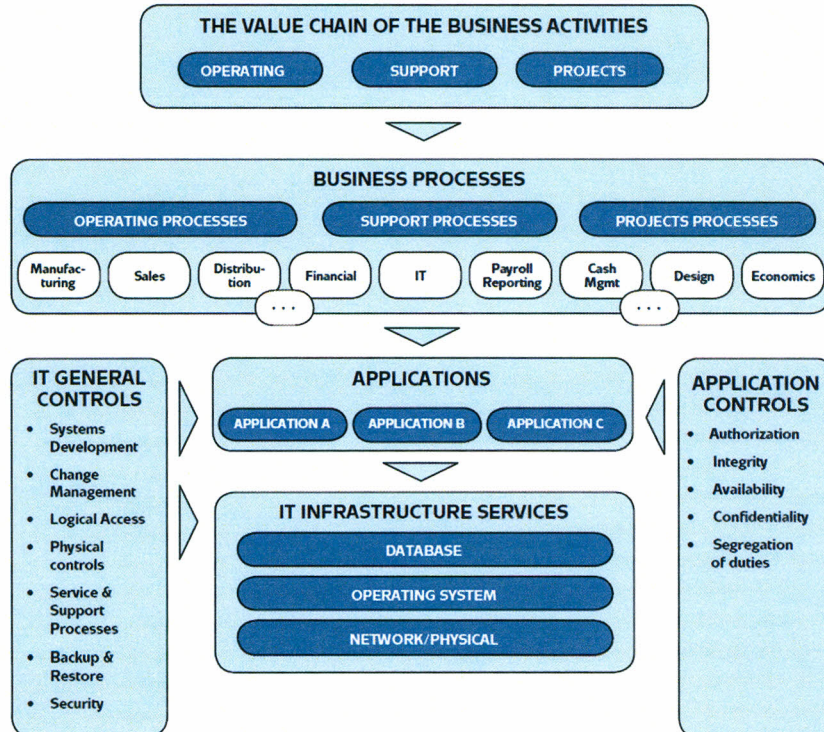 THE VALUE CHAIN OF THE BUSINESS ACTIVITIES
OPERATING
SUPPORT
PROJECTS
BUSINESS PROCESSES
OPERATING PROCESSES
SUPPORT PROCESSES
PROJECTS PROCESSES
Manufac-
turing
Sales
Distribu-
tion
Financial
IT
Payroll
Reporting
Cash
Mgmt
Design
Economics
...
...
IT GENERAL
CONTROLS
• Systems
Development
• Change
Management
• Logical Access
• Physical
controls
• Service &
Support
Processes
• Backup &
Restore
• Security
APPLICATIONS
APPLICATION A
APPLICATION B
APPLICATION C
IT INFRASTRUCTURE SERVICES
DATABASE
OPERATING SYSTEM
NETWORK/PHYSICAL
APPLICATION
CONTROLS
• Authorization
• Integrity
• Availability
• Confidentiality
• Segregation
of duties